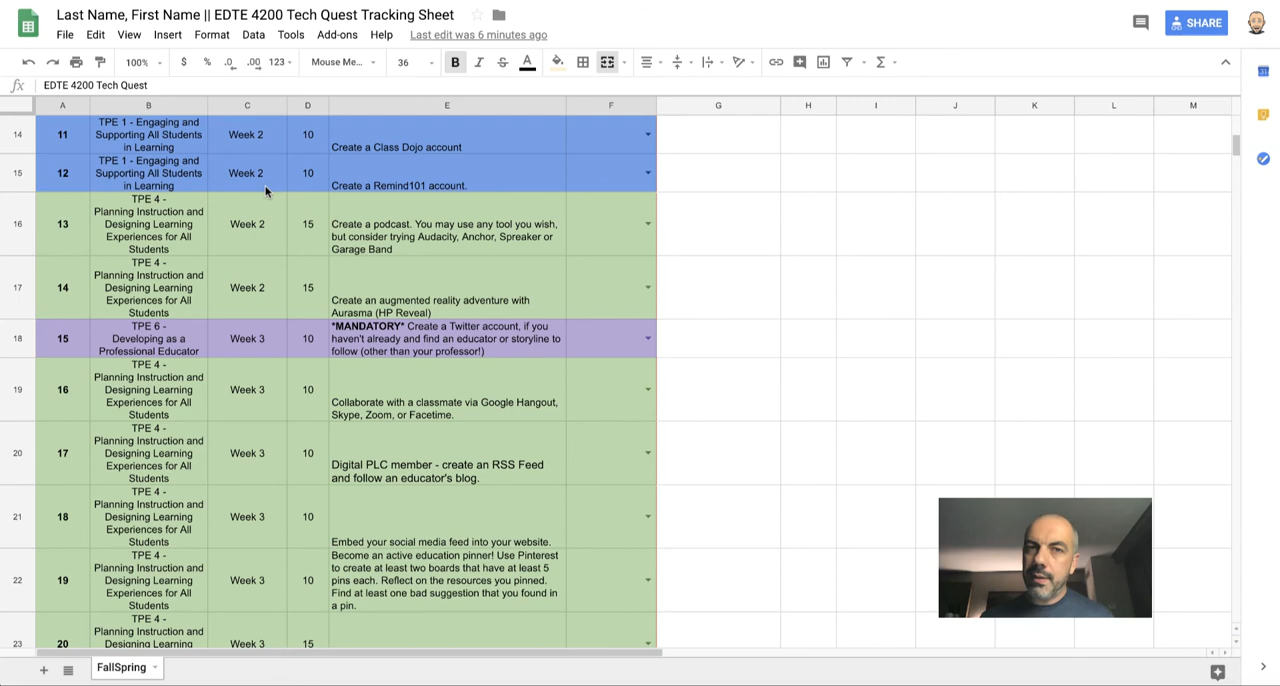 Last Name, First Name || EDTE 4200 Tech Quest Tracking Sheet
SHARE
File Edit View Insert Format Data Tools Add-ons Help Last edit was 6 minutes ago
100% $ % .0 .00 123 Mouse Me... 36 B I S A Σ
fx EDTE 4200 Tech Quest
A B C D E F G H I J K L M
14
11
TPE 1 - Engaging and
Supporting All Students
in Learning
Week 2
10
Create a Class Dojo account
15
12
TPE 1 - Engaging and
Supporting All Students
in Learning
Week 2
10
Create a Remind101 account.
16
13
TPE 4 -
Planning Instruction and
Designing Learning
Experiences for All
Students
Week 2
15
Create a podcast. You may use any tool you wish,
but consider trying Audacity, Anchor, Spreaker or
Garage Band
17
14
TPE 4 -
Planning Instruction and
Designing Learning
Experiences for All
Students
Week 2
15
Create an augmented reality adventure with
Aurasma (HP Reveal)
18
15
TPE 6 -
Developing as a
Professional Educator
Week 3
10
*MANDATORY* Create a Twitter account, if you
haven't already and find an educator or storyline to
follow (other than your professor!)
19
16
TPE 4 -
Planning Instruction and
Designing Learning
Experiences for All
Students
Week 3
10
Collaborate with a classmate via Google Hangout,
Skype, Zoom, or Facetime.
20
17
TPE 4 -
Planning Instruction and
Designing Learning
Experiences for All
Students
Week 3
10
Digital PLC member - create an RSS Feed
and follow an educator's blog.
21
18
TPE 4 -
Planning Instruction and
Designing Learning
Experiences for All
Students
Week 3
10
Embed your social media feed into your website.
22
19
TPE 4 -
Planning Instruction and
Designing Learning
Experiences for All
Students
Week 3
10
Become an active education pinner! Use Pinterest
to create at least two boards that have at least 5
pins each. Reflect on the resources you pinned.
Find at least one bad suggestion that you found in
a pin.
23
20
TPE 4 -
Planning Instruction and
Designing Learning
Week 3
15
FallSpring